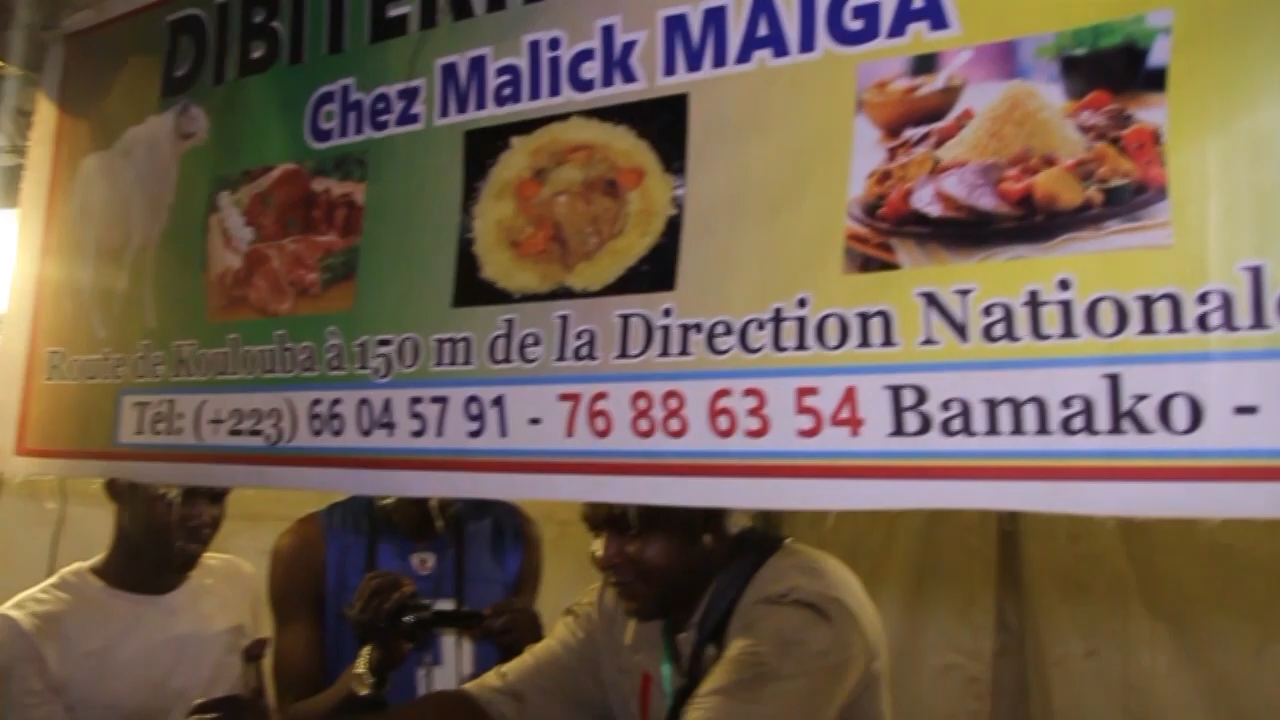 Chez Malick MAIGA
Route de Koulouba à 150 m de la Direction National
Tél: (+223) 66 04 57 91 - 76 88 63 54 Bamako -